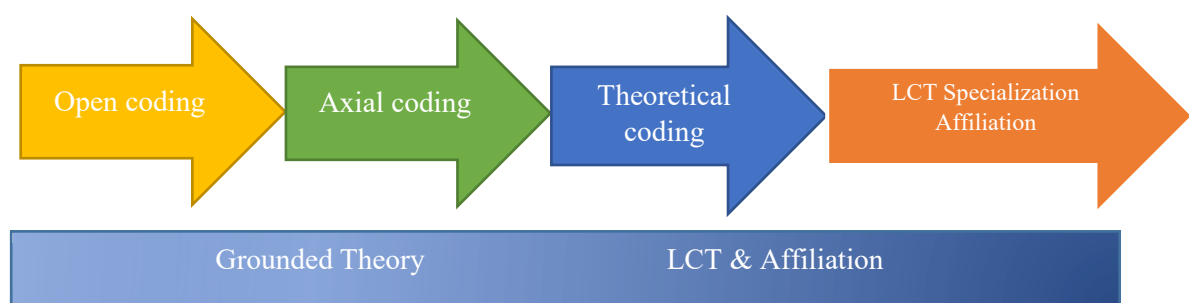 Open coding
Axial coding
Theoretical
coding
LCT Specialization
Affiliation
Grounded Theory
LCT & Affiliation